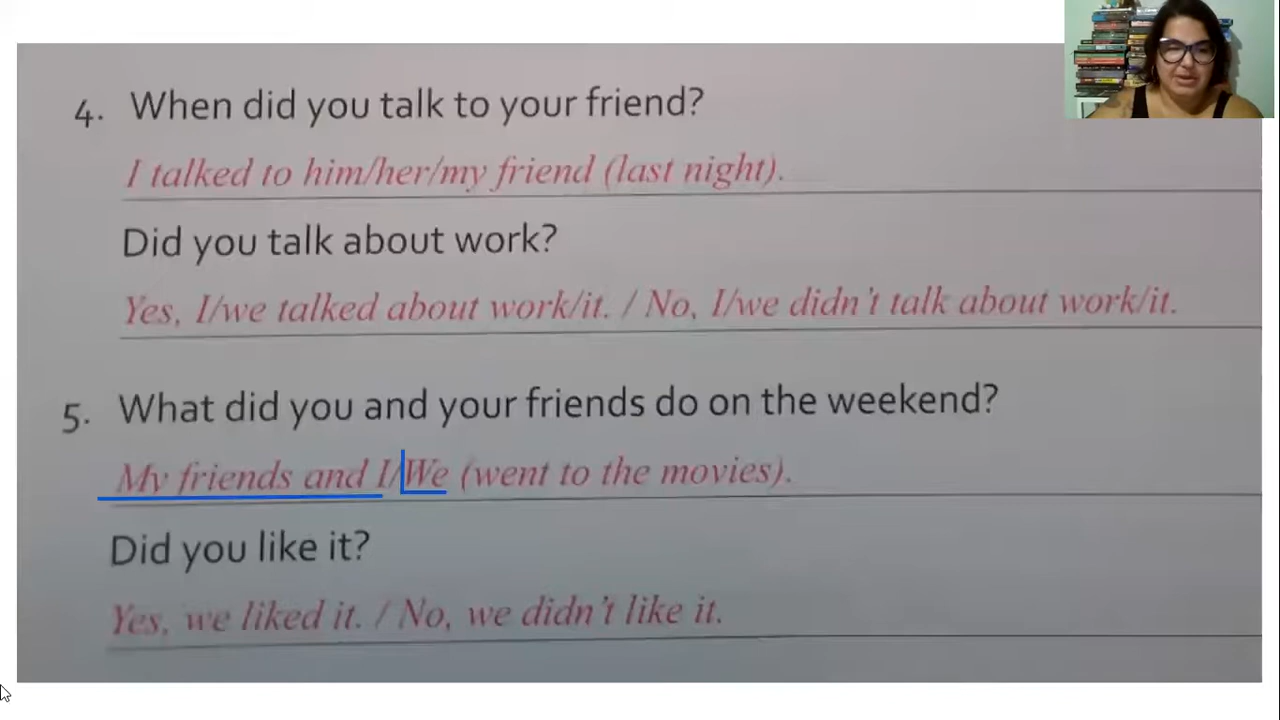 4. When did you talk to your friend?
I talked to him/her/my friend (last night).
Did you talk about work?
Yes, I/we talked about work/it. / No, I/we didn't talk about work/it.
5. What did you and your friends do on the weekend?
My friends and I/We (went to the movies).
Did you like it?
Yes, we liked it. / No, we didn't like it.